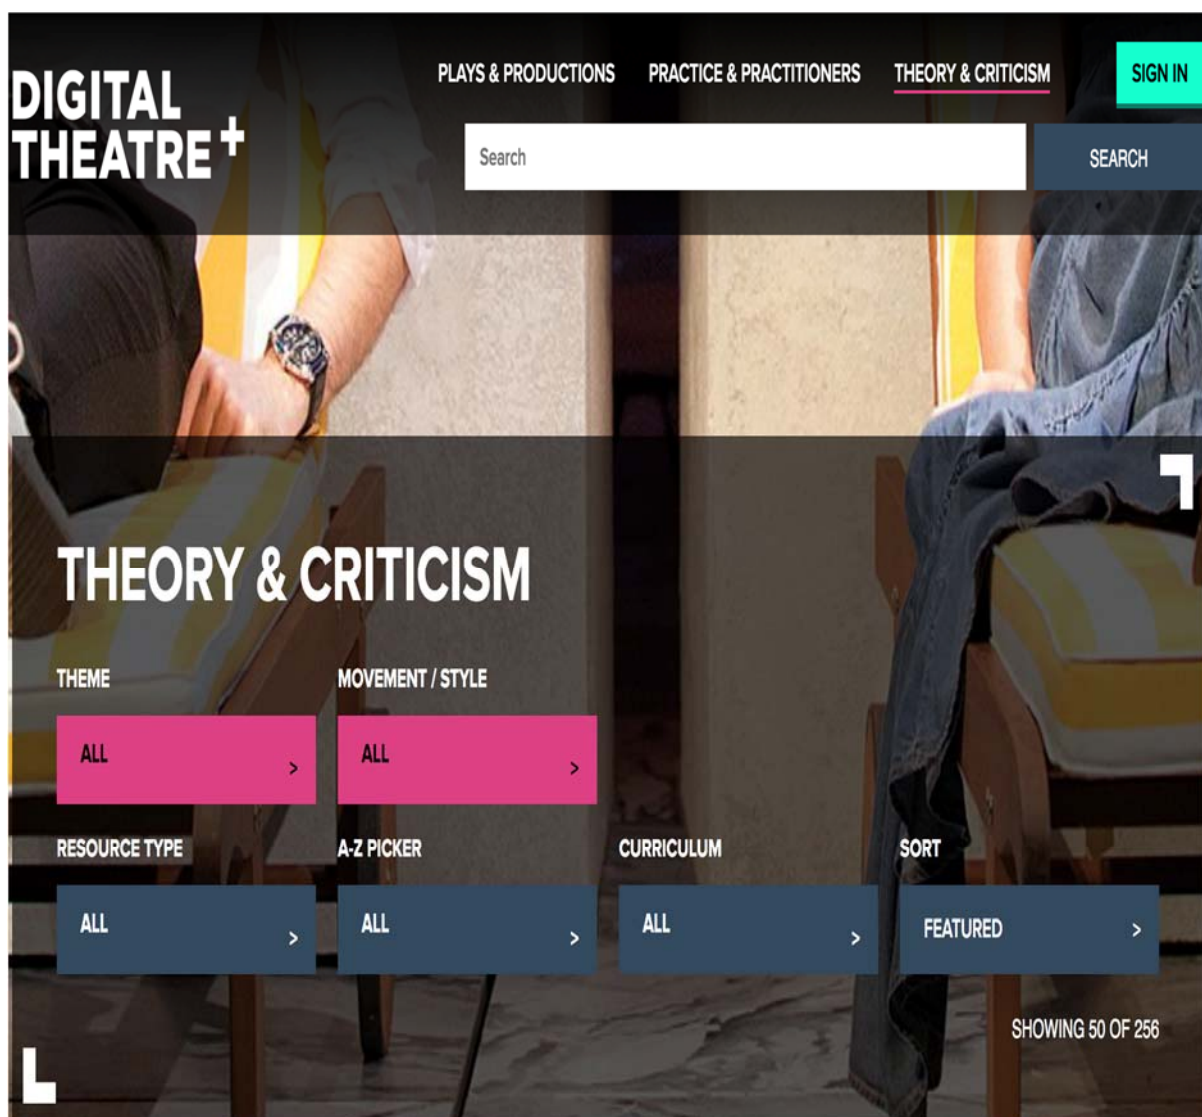 DIGITAL
THEATRE+
PLAYS & PRODUCTIONS PRACTICE & PRACTITIONERS THEORY & CRITICISM SIGN IN
Search SEARCH
THEORY & CRITICISM
THEME MOVEMENT / STYLE
ALL > ALL >
RESOURCE TYPE A-Z PICKER CURRICULUM SORT
ALL > ALL > ALL > FEATURED >
SHOWING 50 OF 256